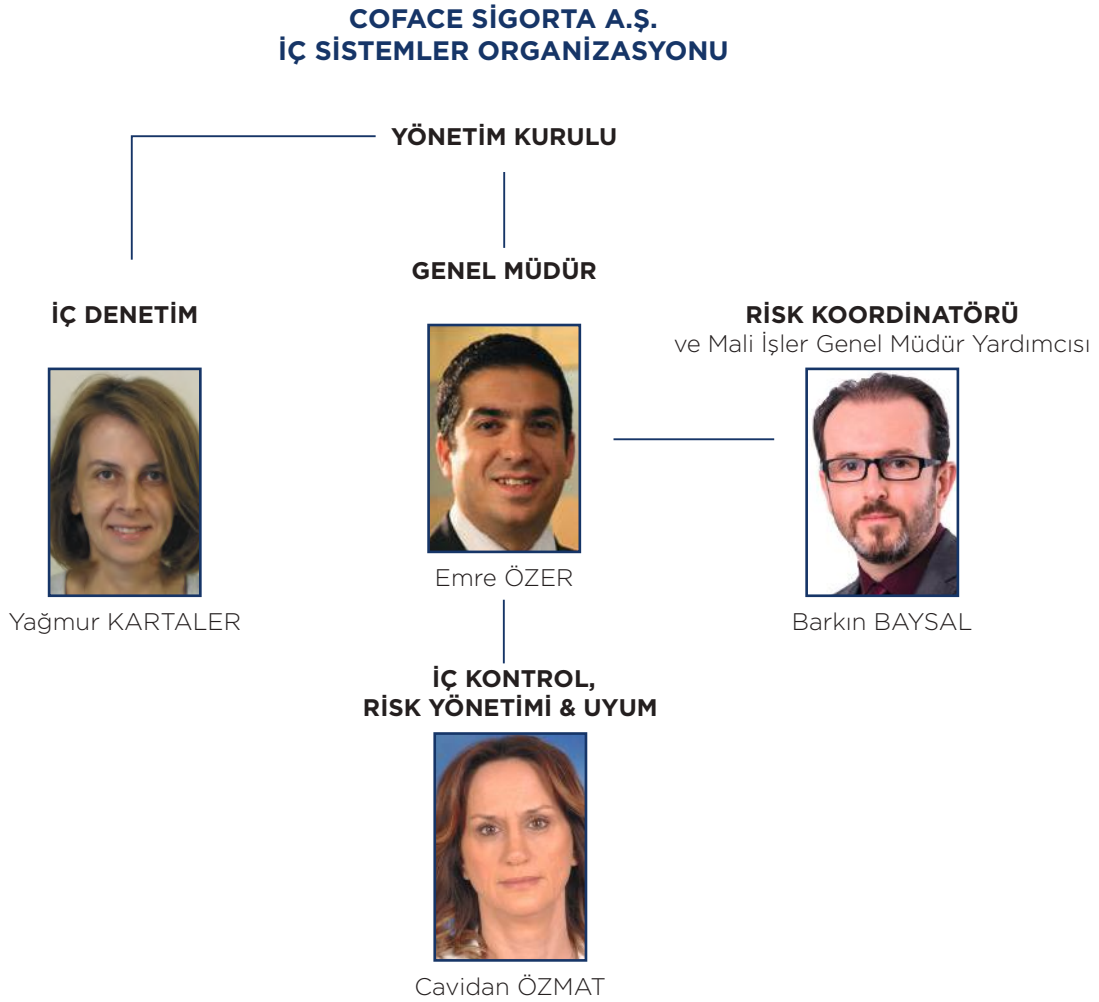 COFACE SİGORTA A.Ş.
İÇ SİSTEMLER ORGANİZASYONU
YÖNETİM KURULU
GENEL MÜDÜR
İÇ DENETİM
RİSK KOORDİNATÖRÜ
ve Mali İşler Genel Müdür Yardımcısı
Emre ÖZER
Yağmur KARTALER
Barkın BAYSAL
İÇ KONTROL,
RİSK YÖNETİMİ & UYUM
Cavidan ÖZMAT